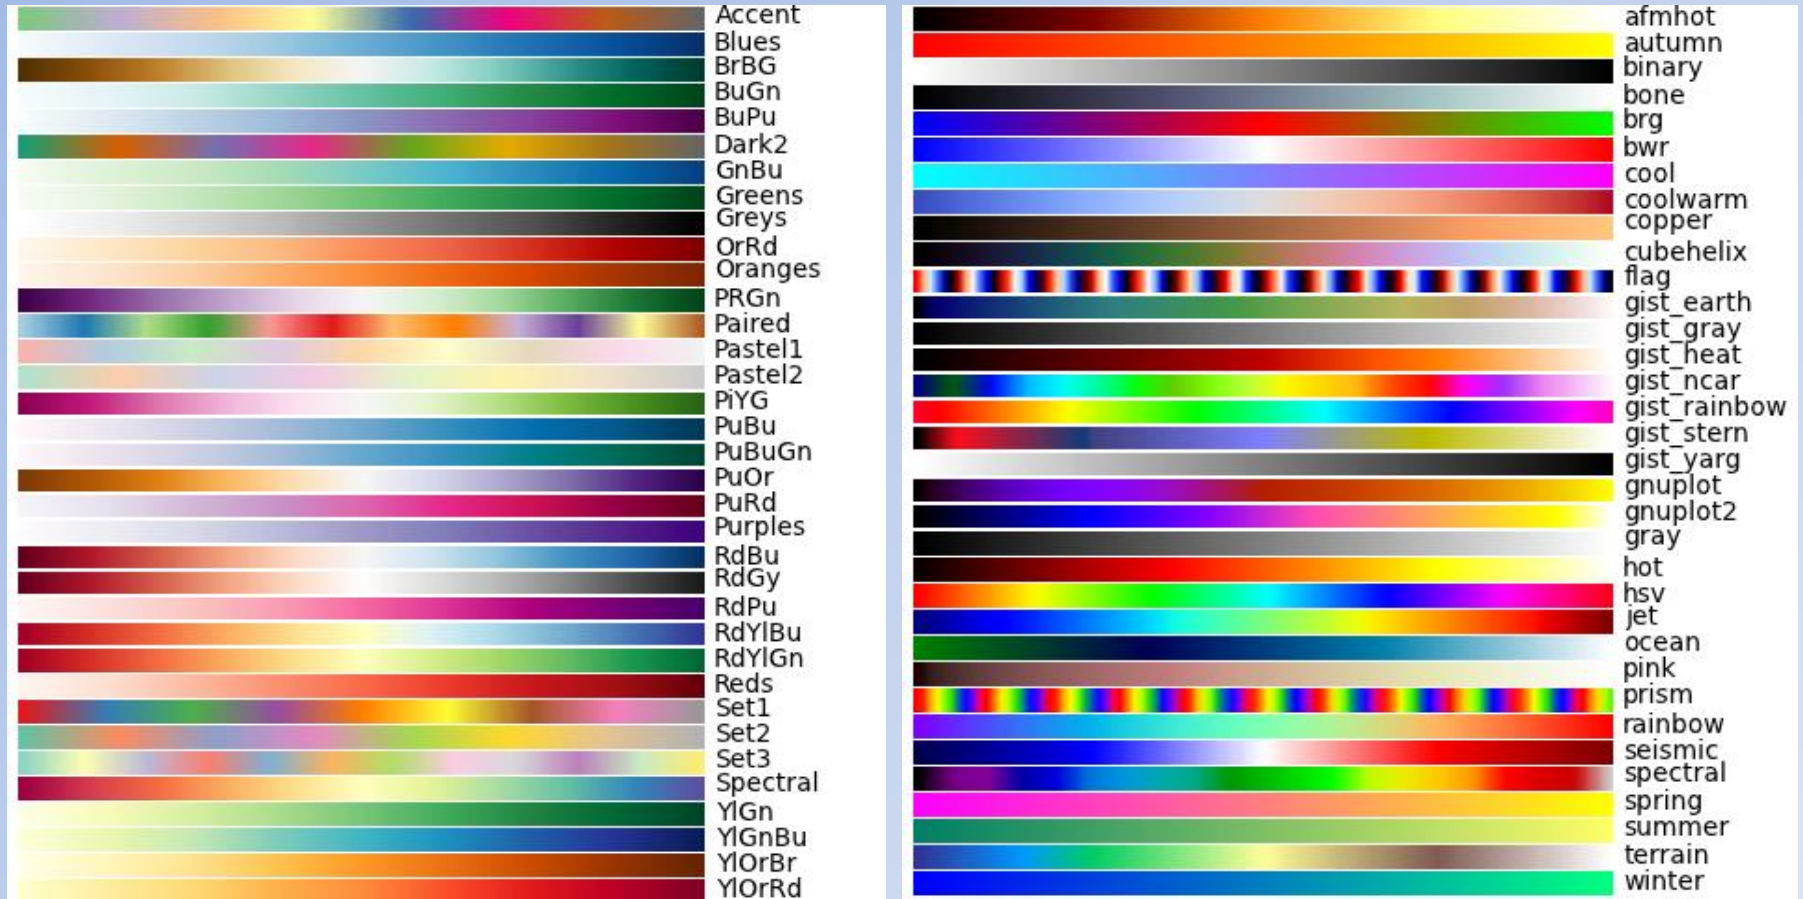 Accent
Blues
BrBG
BuGn
BuPu
Dark2
GnBu
Greens
Greys
OrRd
Oranges
PRGn
Paired
Pastel1
Pastel2
PiYG
PuBu
PuBuGn
PuOr
PuRd
Purples
RdBu
RdGy
RdPu
RdYlBu
RdYlGn
Reds
Set1
Set2
Set3
Spectral
YlGn
YlGnBu
YlOrBr
YlOrRd
afmhot
autumn
binary
bone
brg
bwr
cool
coolwarm
copper
cubehelix
flag
gist_earth
gist_gray
gist_heat
gist_ncar
gist_rainbow
gist_stern
gist_yarg
gnuplot
gnuplot2
gray
hot
hsv
jet
ocean
pink
prism
rainbow
seismic
spectral
spring
summer
terrain
winter